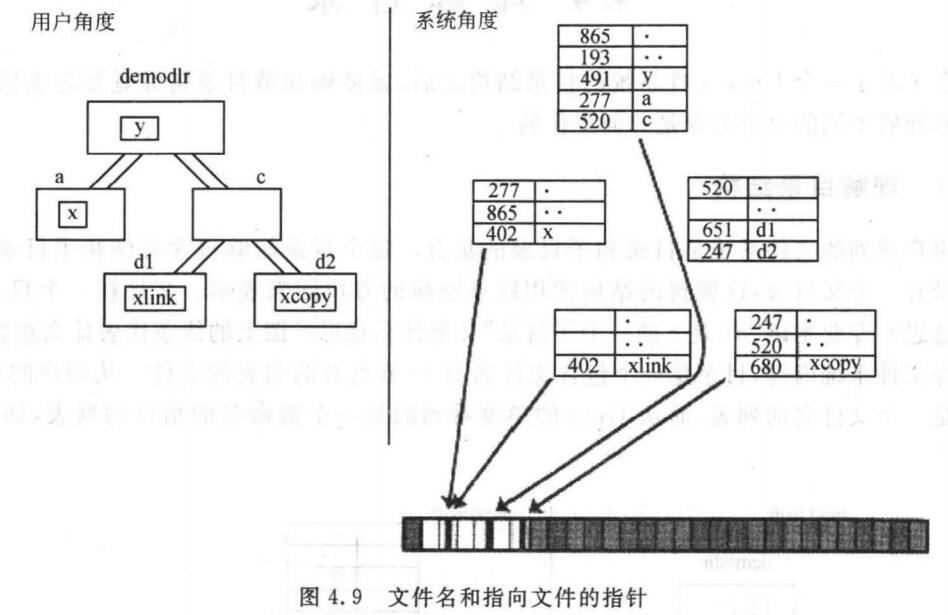 用户角度
系统角度
demodlr
y
a
c
x
d1
d2
xlink
xcopy
865 ·
193 ··
491 y
277 a
520 c
277 ·
865 ··
402 x
520 ·
··
651 d1
247 d2
·
··
402 xlink
247 ·
520 ··
680 xcopy
图 4.9 文件名和指向文件的指针